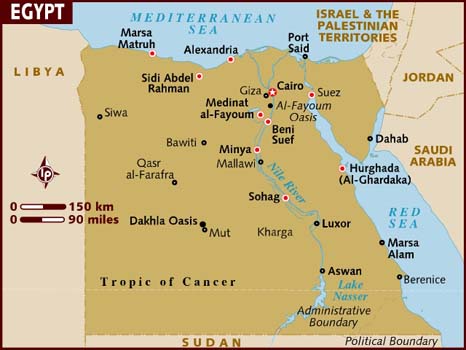 EGYPT
MEDITERRANEAN
SEA
ISRAEL & THE
PALESTINIAN
TERRITORIES
Marsa
Matruh
Alexandria
Port
Said
LIBYA
JORDAN
Sidi Abdel
Rahman
Giza
Cairo
Suez
Al-Fayoum
Oasis
Siwa
Medinat
al-Fayoum
Beni
Suef
Bawiti
Dahab
SAUDI
ARABIA
Minya
Mallawi
Qasr
al-Farafra
Nile River
Hurghada
(Al-Ghardaka)
lp
0 150 km
0 90 miles
Sohag
RED
SEA
Dakhla Oasis
Mut
Kharga
Luxor
Marsa
Alam
Aswan
Berenice
Tropic of Cancer
Lake
Nasser
Administrative
Boundary
SUDAN
Political Boundary